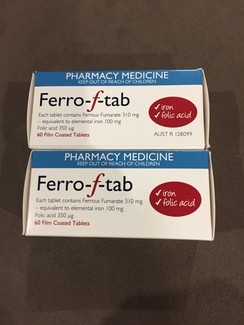 PHARMACY MEDICINE
KEEP OUT OF REACH OF CHILDREN
Ferro-f-tab
Each tablet contains Ferrous Fumarate 310 mg
– equivalent to elemental iron 100 mg
Folic acid 350 µg
60 Film Coated Tablets
iron
folic acid
AUST R 128099
PHARMACY MEDICINE
KEEP OUT OF REACH OF CHILDREN
Ferro-f-tab
Each tablet contains Ferrous Fumarate 310 mg
– equivalent to elemental iron 100 mg
Folic acid 350 µg
60 Film Coated Tablets
iron
folic acid